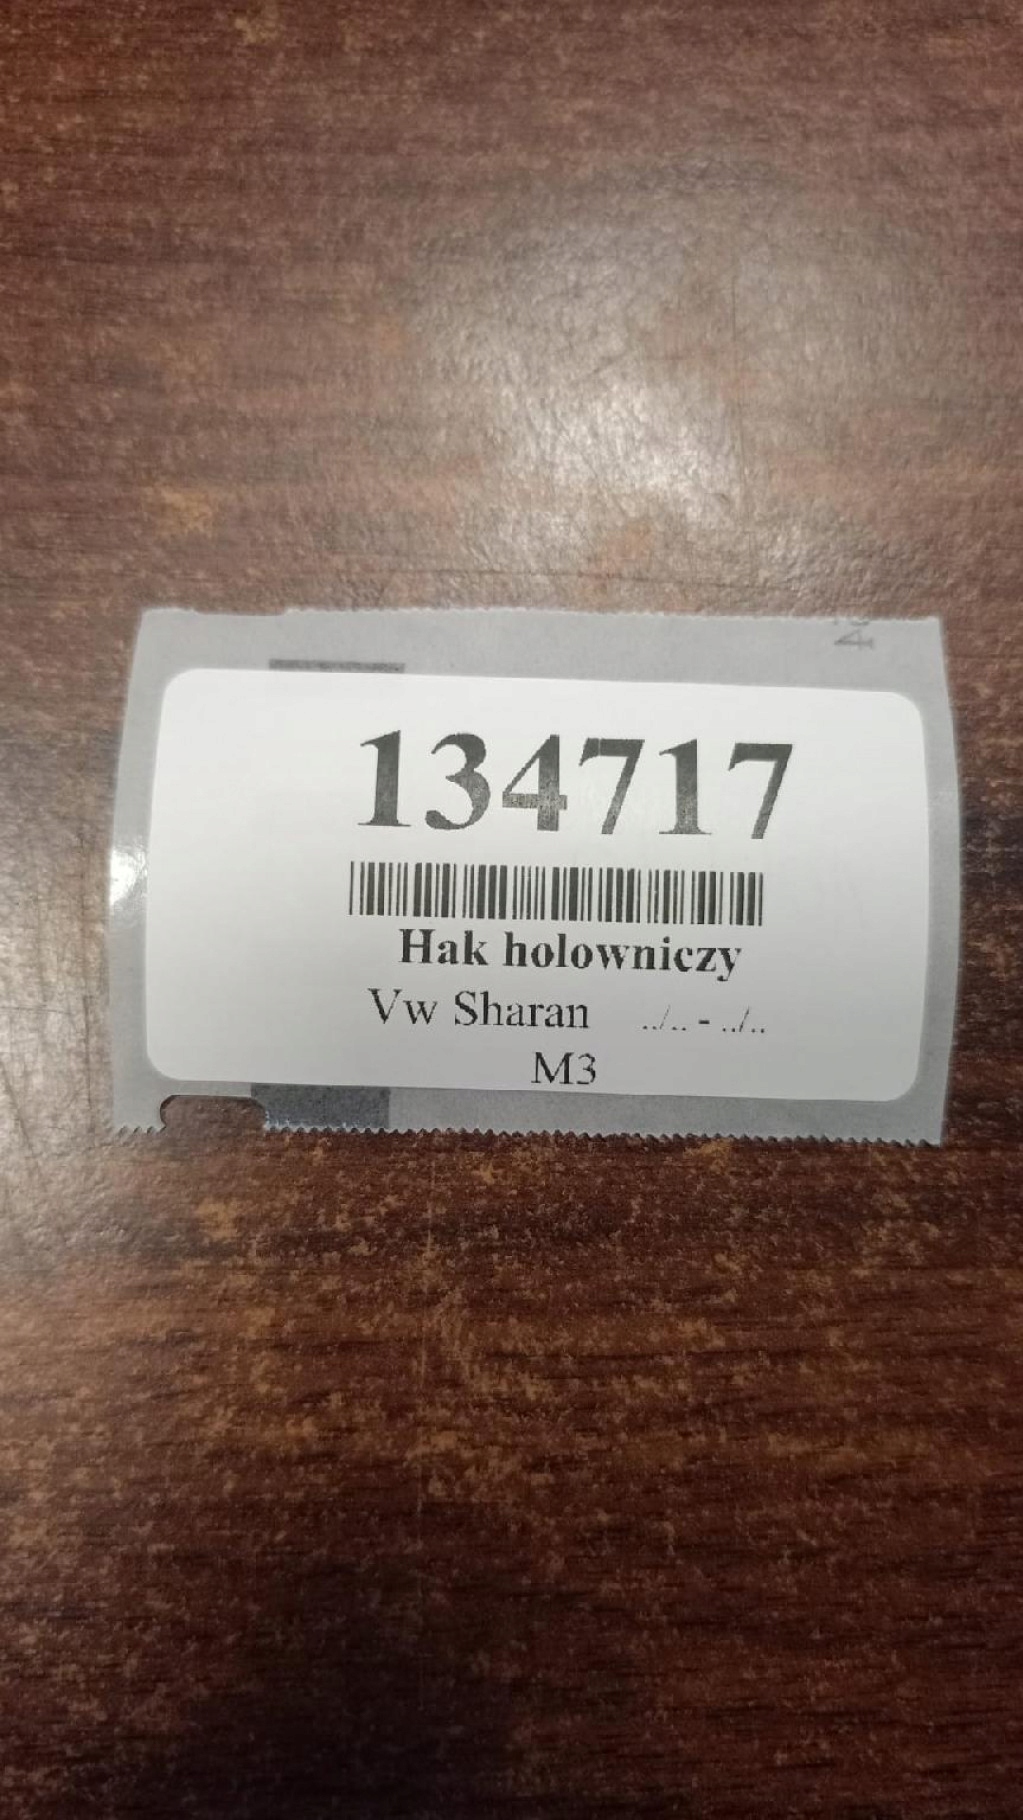 134717
Hak holowniczy
Vw Sharan ../.. - ../..
M3